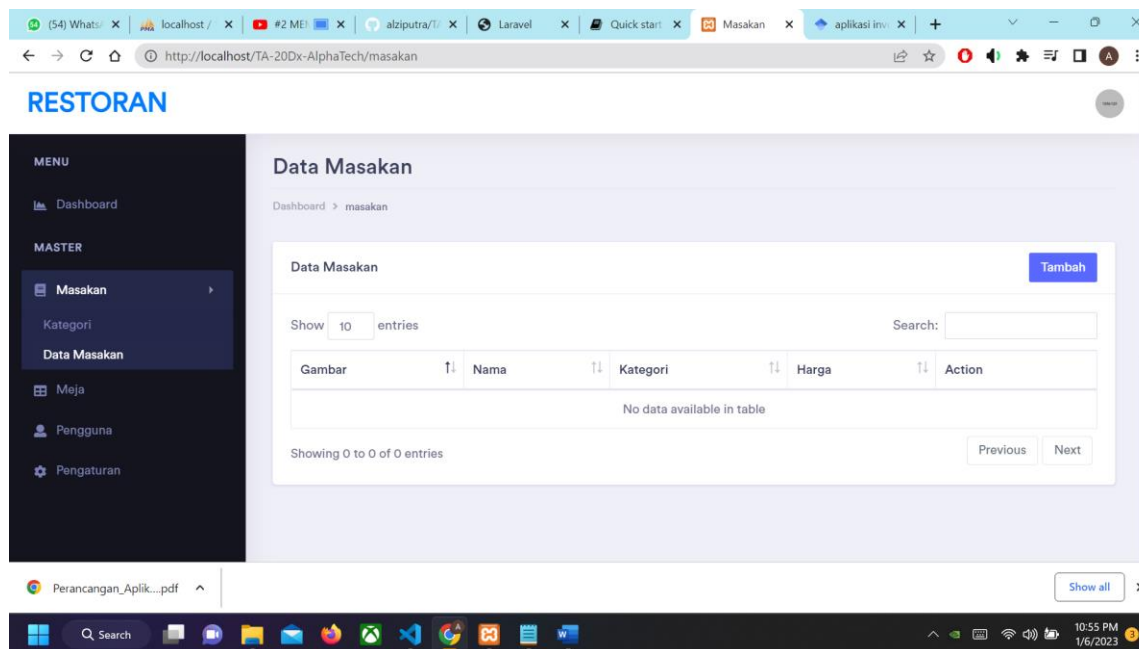 (54) Whats
localhost /
#2 ME
alziputra/T
Laravel
Quick start
Masakan
aplikasi inv
http://localhost/TA-20Dx-AlphaTech/masakan
A
RESTORAN
MENU
Dashboard
MASTER
Masakan
Kategori
Data Masakan
Meja
Pengguna
Pengaturan
Data Masakan
Dashboard > masakan
Data Masakan
Tambah
Show 10 entries
Search:
Gambar Nama Kategori Harga Action
No data available in table
Showing 0 to 0 of 0 entries
Previous Next
Perancangan_Aplik....pdf
Show all
Search
10:55 PM
1/6/2023
3